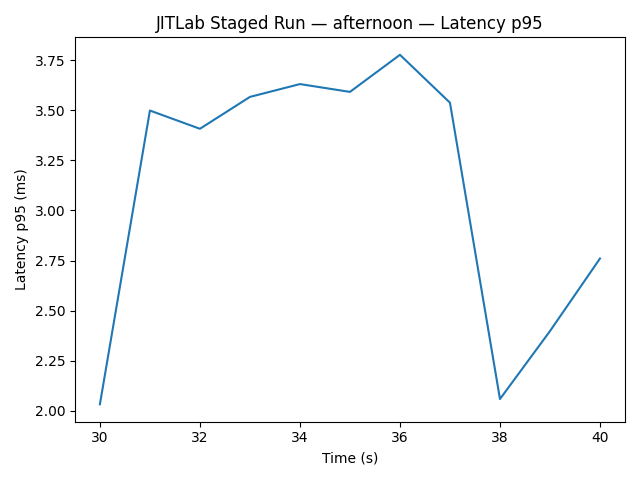 JITLab Staged Run — afternoon — Latency p95
3.75
3.50
3.25
3.00
2.75
2.50
2.25
2.00
Latency p95 (ms)
30 32 34 36 38 40
Time (s)